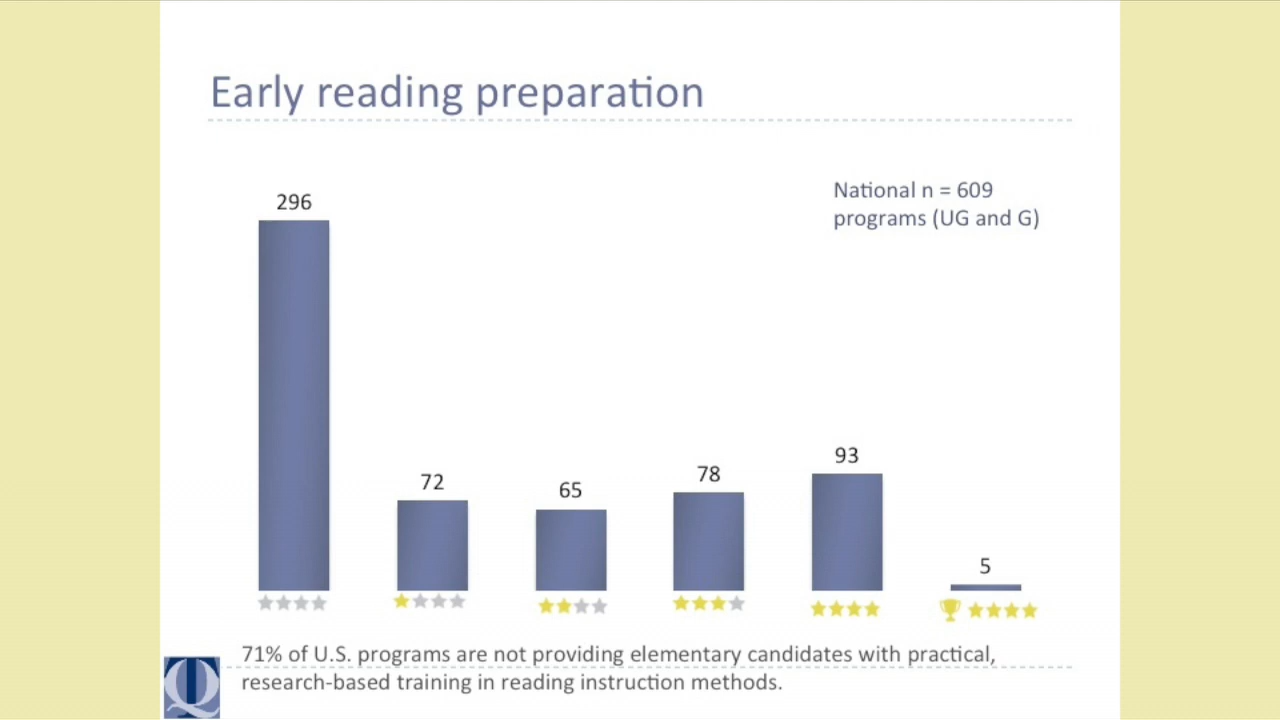 Early reading preparation
National n = 609
programs (UG and G)
296
72
65
78
93
5
71% of U.S. programs are not providing elementary candidates with practical,
research-based training in reading instruction methods.
Q